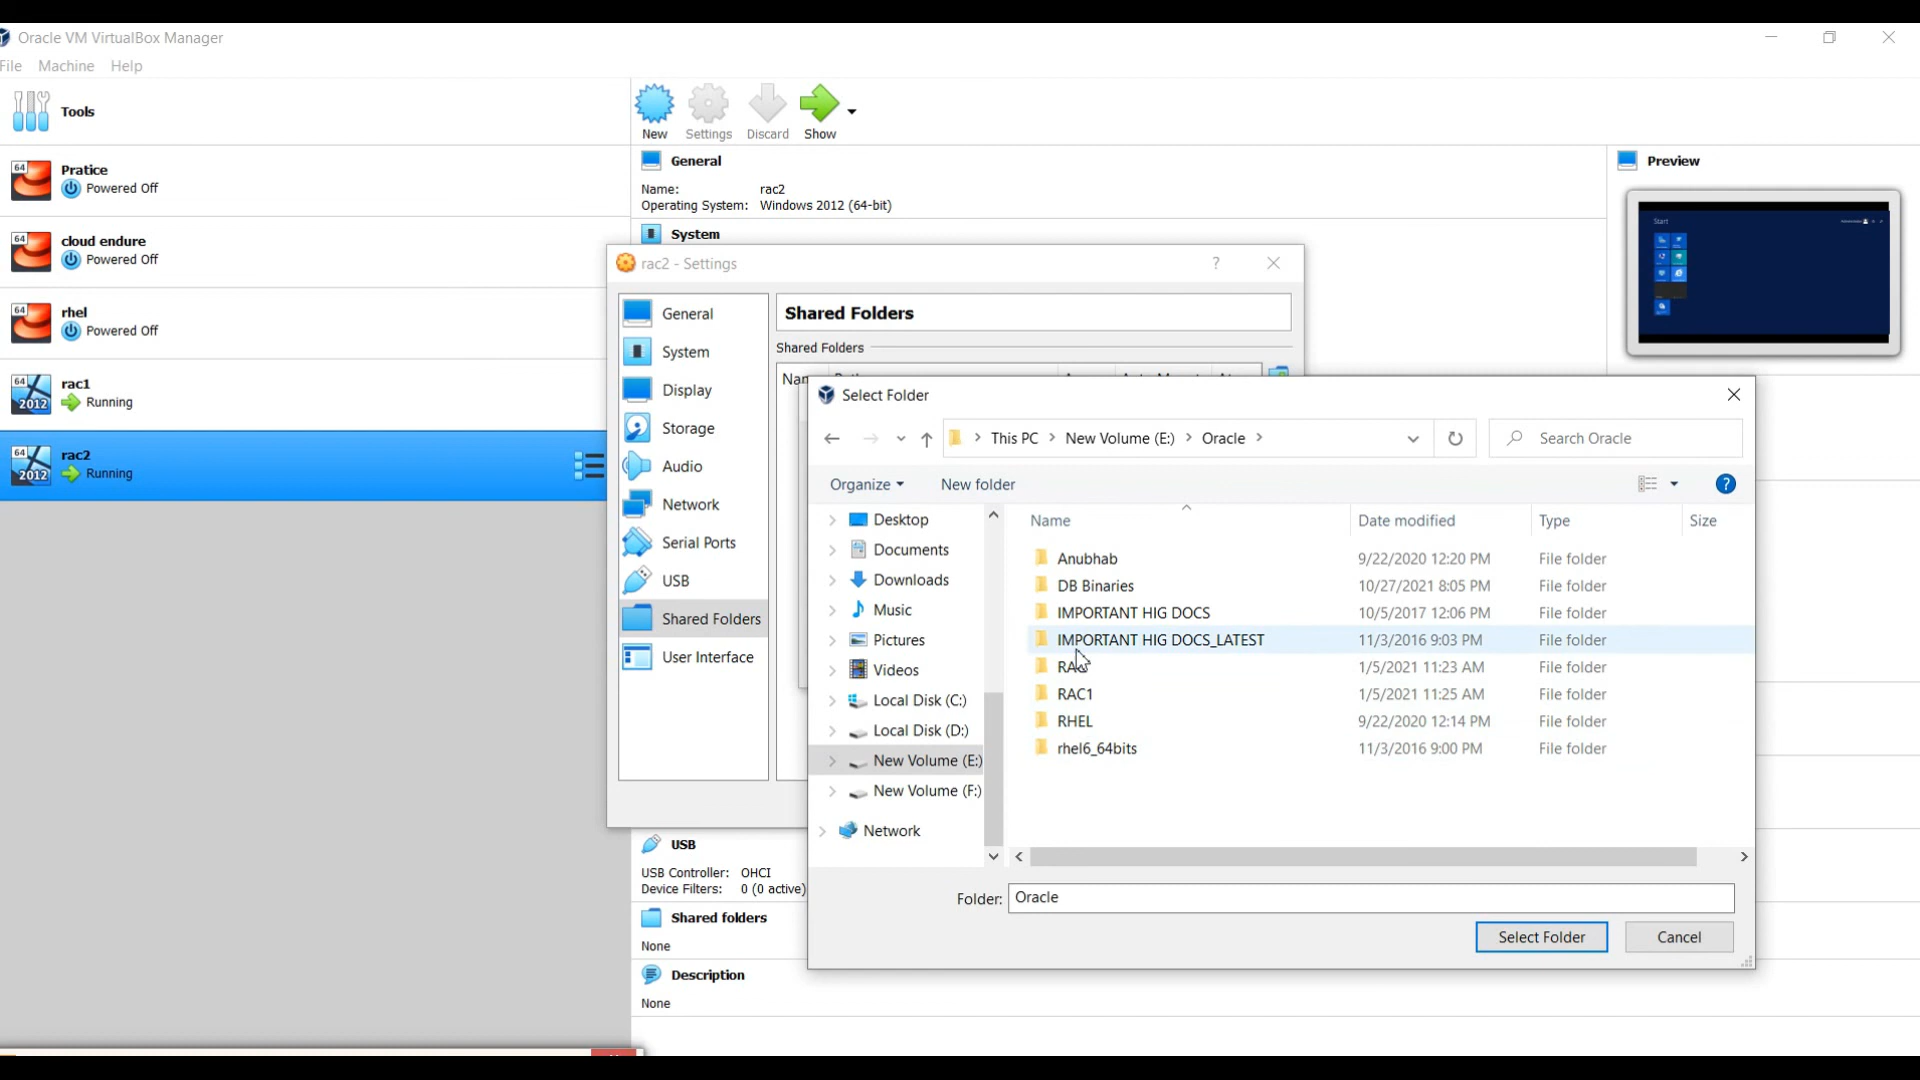 Oracle VM VirtualBox Manager
File Machine Help
Tools
New Settings Discard Show
64 Pratice
Powered Off
64 cloud endure
Powered Off
64 rhel
Powered Off
64 2012 rac1
Running
64 2012 rac2
Running
General
Name: rac2
Operating System: Windows 2012 (64-bit)
System
Preview
Start
rac2 - Settings ?
General
System
Display
Storage
Audio
Network
Serial Ports
USB
Shared Folders
User Interface
Shared Folders
Shared Folders
Select Folder
This PC > New Volume (E:) > Oracle >
Search Oracle
Organize New folder ?
Desktop
Documents
Downloads
Music
Pictures
Videos
Local Disk (C:)
Local Disk (D:)
New Volume (E:)
New Volume (F:)
Network
Name Date modified Type Size
Anubhab 9/22/2020 12:20 PM File folder
DB Binaries 10/27/2021 8:05 PM File folder
IMPORTANT HIG DOCS 10/5/2017 12:06 PM File folder
IMPORTANT HIG DOCS_LATEST 11/3/2016 9:03 PM File folder
1/5/2021 11:23 AM File folder
RAC1 1/5/2021 11:25 AM File folder
RHEL 9/22/2020 12:14 PM File folder
rhel6_64bits 11/3/2016 9:00 PM File folder
Folder: Oracle
Select Folder Cancel
USB
USB Controller: OHCI
Device Filters: 0 (0 active)
Shared folders
None
Description
None